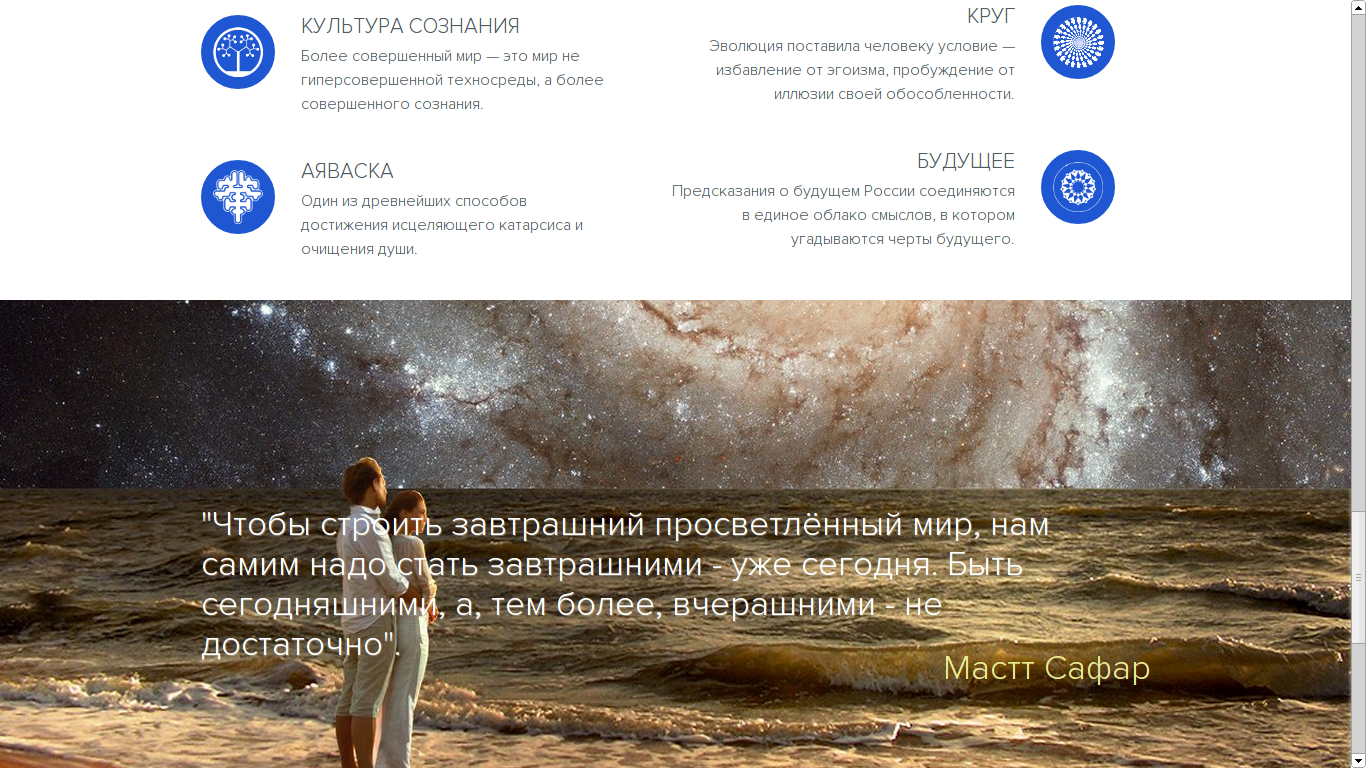 КУЛЬТУРА СОЗНАНИЯ
Более совершенный мир — это мир не
гиперсовершенной техносреды, а более
совершенного сознания.
КРУГ
Эволюция поставила человеку условие —
избавление от эгоизма, пробуждение от
иллюзии своей обособленности.
АЯВАСКА
Один из древнейших способов
достижения исцеляющего катарсиса и
очищения души.
БУДУЩЕЕ
Предсказания о будущем России соединяются
в единое облако смыслов, в котором
угадываются черты будущего.
"Чтобы строить завтрашний просветлённый мир, нам
самим надо стать завтрашними - уже сегодня. Быть
сегодняшними, а, тем более, вчерашними - не
достаточно".
Мастт Сафар